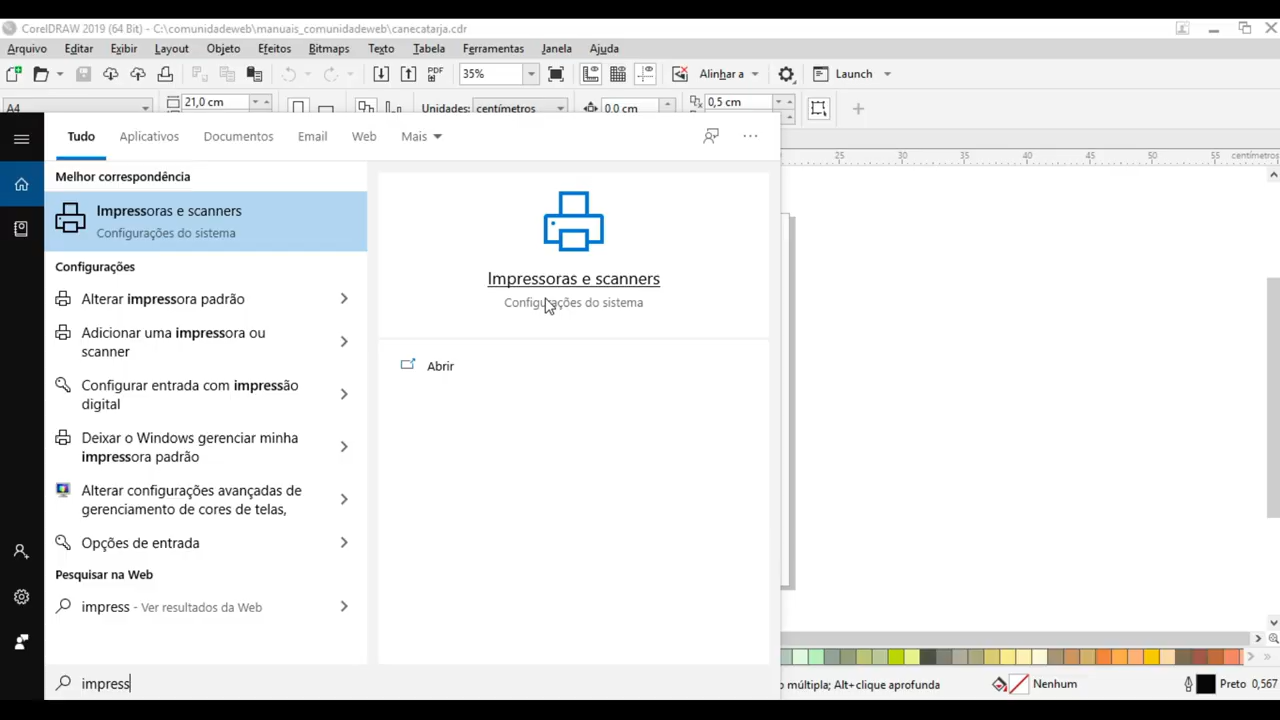 CorelDRAW 2019 (64 Bit) - C:\comunidadeweb\manuais_comunidadeweb\canecatarja.cdr
Arquivo Editar Exibir Layout Objeto Efeitos Bitmaps Texto Tabela Ferramentas Janela Ajuda
PDF 35% Alinhar a Launch
A4 21,0 cm Unidades: centímetros 0,0 cm 0,5 cm
Tudo Aplicativos Documentos Email Web Mais
25 30 35 40 45 50 55 centímetros
Melhor correspondência
Impressoras e scanners
Configurações do sistema
Configurações
Alterar impressora padrão
Adicionar uma impressora ou
scanner
Configurar entrada com impressão
digital
Deixar o Windows gerenciar minha
impressora padrão
Alterar configurações avançadas de
gerenciamento de cores de telas,
Opções de entrada
Pesquisar na Web
impress - Ver resultados da Web
impress
Impressoras e scanners
Configurações do sistema
Abrir
múltipla; Alt+clique aprofunda
Nenhum
Preto 0,567